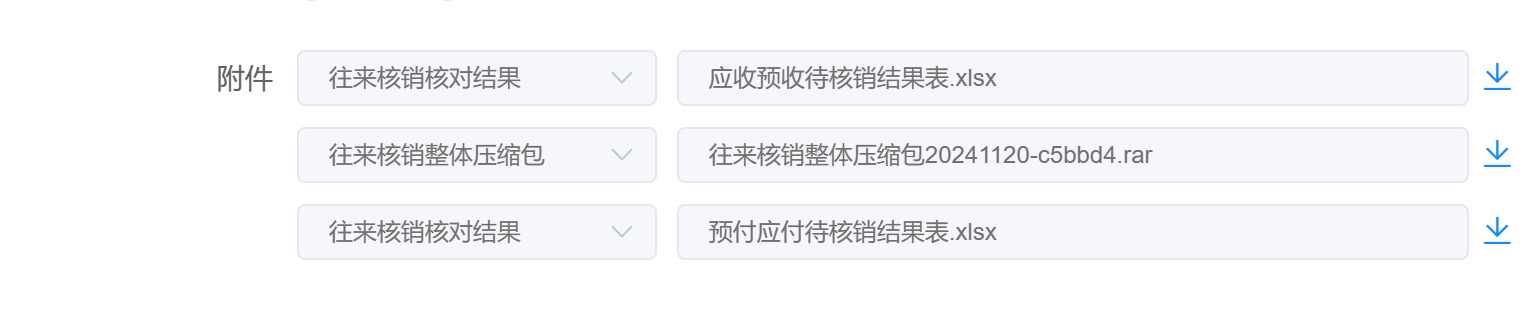 附件 往来核销核对结果 应收预收待核销结果表.xlsx
往来核销整体压缩包 往来核销整体压缩包20241120-c5bbd4.rar
往来核销核对结果 预付应付待核销结果表.xlsx